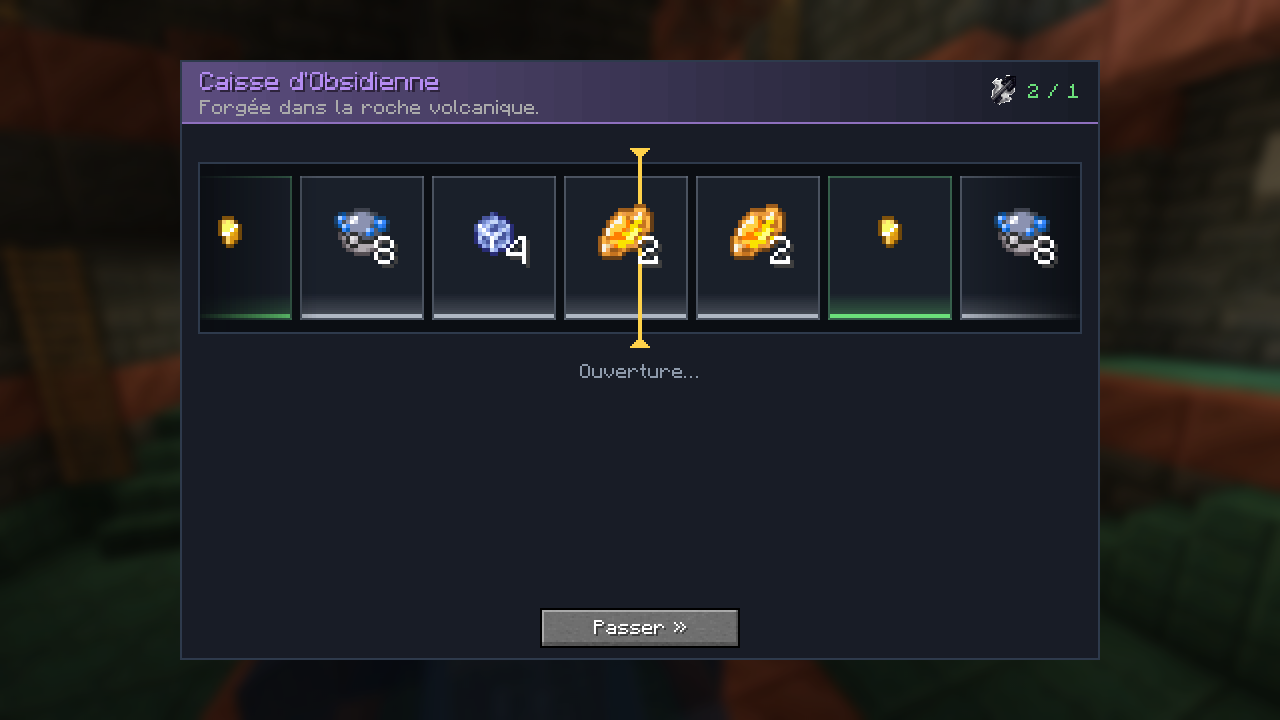 Caisse d'Obsidienne
Forgée dans la roche volcanique.
2 / 1
8
4
2
2
8
Ouverture...
Passer »